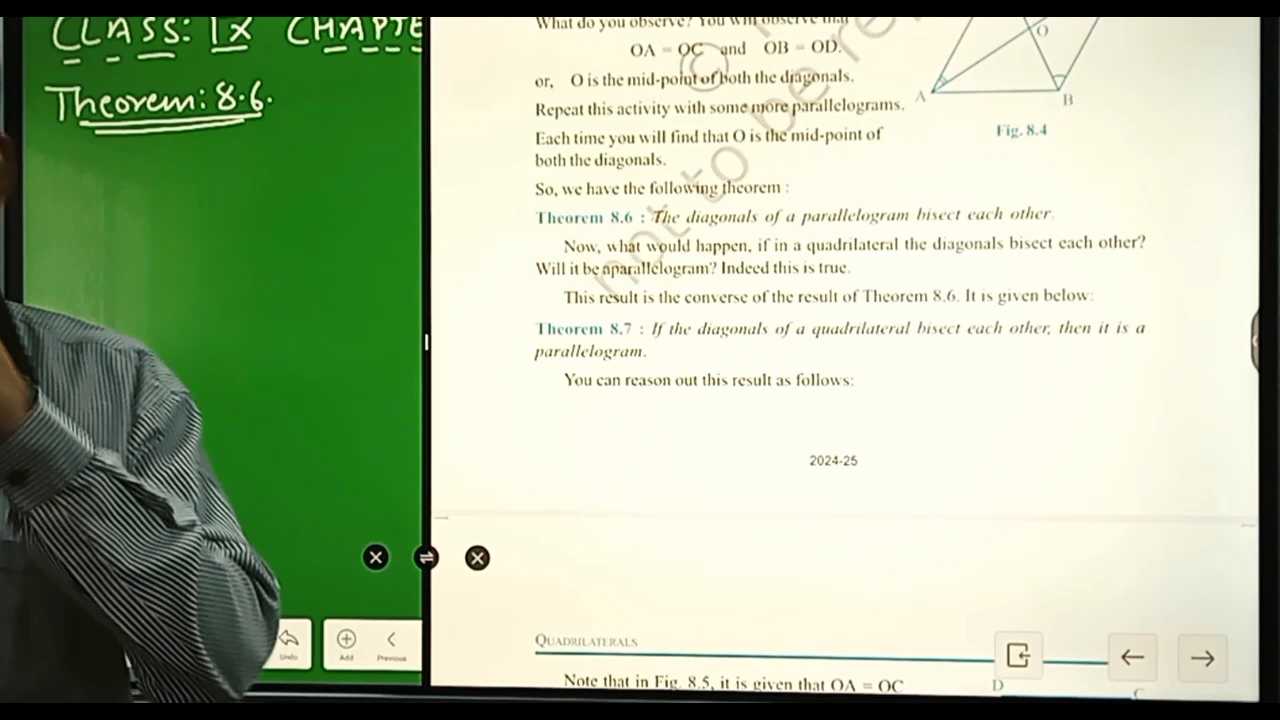 CLASS: IX CHAPTE
Theorem: 8.6.
What do you observe? You will observe that
OA = OC and OB = OD.
or, O is the mid-point of both the diagonals.
Repeat this activity with some more parallelograms.
Each time you will find that O is the mid-point of
both the diagonals.
So, we have the following theorem :
O
A
B
Fig. 8.4
Theorem 8.6 : The diagonals of a parallelogram bisect each other.
Now, what would happen, if in a quadrilateral the diagonals bisect each other?
Will it be aparallelogram? Indeed this is true.
This result is the converse of the result of Theorem 8.6. It is given below:
Theorem 8.7 : If the diagonals of a quadrilateral bisect each other, then it is a
parallelogram.
You can reason out this result as follows:
2024-25
QUADRILATERALS
Note that in Fig. 8.5, it is given that OA = OC
D
C
© not to be re
Undo
Add
Previous